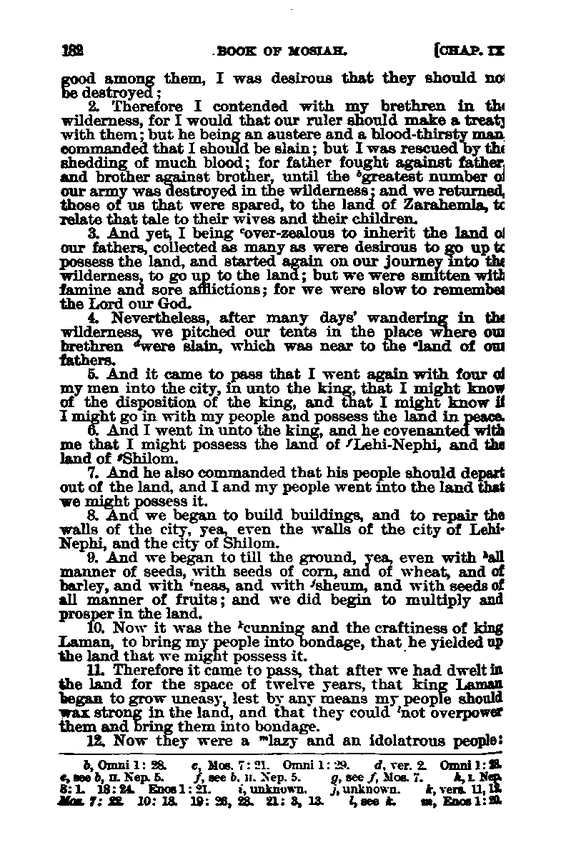 182 BOOK OF MOSIAH. [CHAP. IX
good among them, I was desirous that they should no
be destroyed;
2. Therefore I contended with my brethren in th
wilderness, for I would that our ruler should make a treaty
with them; but he being an austere and a blood-thirsty man
commanded that I should be slain; but I was rescued by the
shedding of much blood; for father fought against father,
and brother against brother, until the ᵇgreatest number of
our army was destroyed in the wilderness; and we returned,
those of us that were spared, to the land of Zarahemla, to
relate that tale to their wives and their children.
3. And yet, I being ᶜover-zealous to inherit the land of
our fathers, collected as many as were desirous to go up to
possess the land, and started again on our journey into the
wilderness, to go up to the land; but we were smitten with
famine and sore afflictions; for we were slow to remember
the Lord our God.
4. Nevertheless, after many days' wandering in the
wilderness, we pitched our tents in the place where our
brethren ᵈwere slain, which was near to the ᵉland of our
fathers.
5. And it came to pass that I went again with four of
my men into the city, in unto the king, that I might know
of the disposition of the king, and that I might know if
I might go in with my people and possess the land in peace.
6. And I went in unto the king, and he covenanted with
me that I might possess the land of ᶠLehi-Nephi, and the
land of ᵍShilom.
7. And he also commanded that his people should depart
out of the land, and I and my people went into the land that
we might possess it.
8. And we began to build buildings, and to repair the
walls of the city, yea, even the walls of the city of Lehi-
Nephi, and the city of Shilom.
9. And we began to till the ground, yea, even with ʰall
manner of seeds, with seeds of corn, and of wheat, and of
barley, and with ⁱneas, and with ʲsheum, and with seeds of
all manner of fruits; and we did begin to multiply and
prosper in the land.
10. Now it was the ᵏcunning and the craftiness of king
Laman, to bring my people into bondage, that he yielded up
the land that we might possess it.
11. Therefore it came to pass, that after we had dwelt in
the land for the space of twelve years, that king Laman
began to grow uneasy, lest by any means my people should
wax strong in the land, and that they could ˡnot overpower
them and bring them into bondage.
12. Now they were a ᵐlazy and an idolatrous people;
b, Omni 1: 28. c, Mos. 7: 21. Omni 1: 29. d, ver. 2. Omni 1: 28.
e, see b, II. Nep. 5. f, see b. II. Nep. 5. g, see f, Mos. 7. h, I. Nep.
8: 1. 18: 24. Enos 1: 21. i, unknown. j, unknown. k, vers. 11, 12.
Mos. 7: 22. 10: 18. 19: 26, 28. 21: 3, 13. l, see k. m, Enos 1: 20.